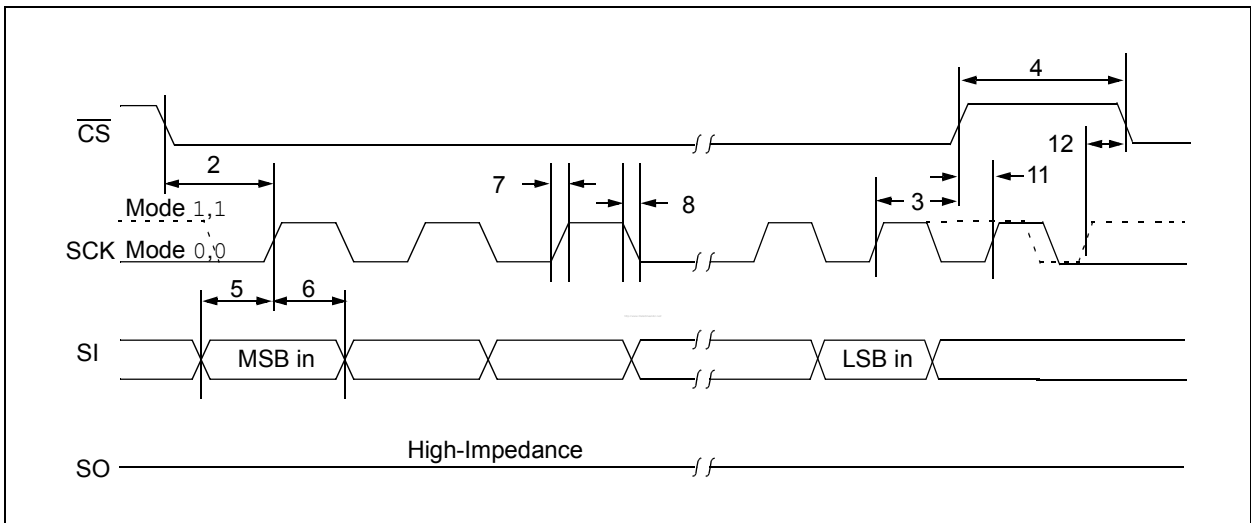 4
CS
12
2
7
11
8
3
Mode 1,1
SCK Mode 0,0
5
6
SI
MSB in
LSB in
High-Impedance
SO